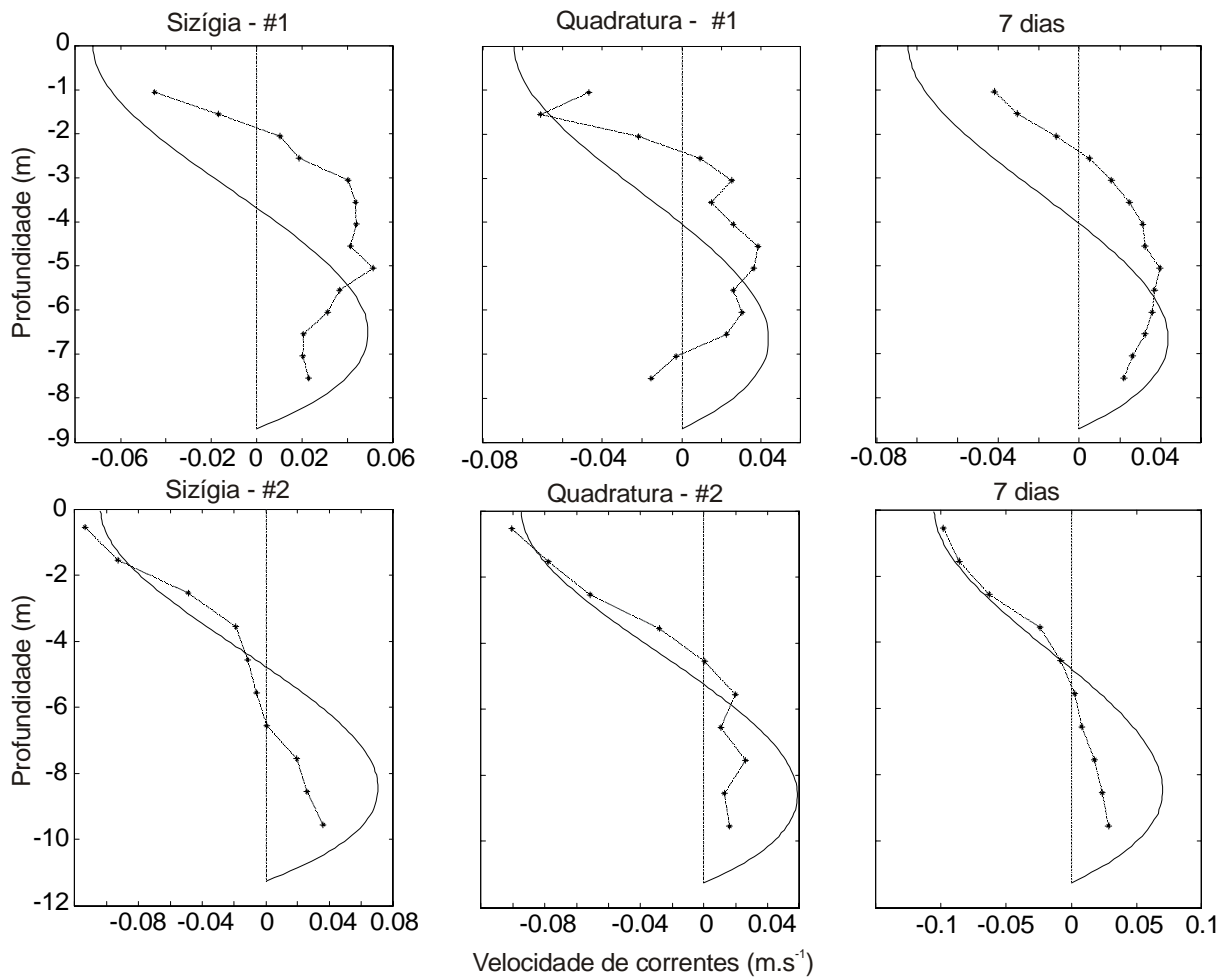 Sizígia - #1
Quadratura - #1
7 dias
Profundidade (m)
0
-1
-2
-3
-4
-5
-6
-7
-8
-9
-0.06 -0.02 0 0.02 0.06
-0.08 -0.04 0 0.04
-0.08 -0.04 0 0.04
Sizígia - #2
Quadratura - #2
7 dias
Profundidade (m)
0
-2
-4
-6
-8
-10
-12
-0.08 -0.04 0 0.04 0.08
-0.08 -0.04 0 0.04
-0.1 -0.05 0 0.05 0.1
Velocidade de correntes (m.s⁻¹)